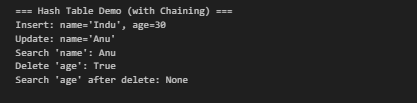 === Hash Table Demo (with Chaining) ===
Insert: name='Indu', age=30
Update: name='Anu'
Search 'name': Anu
Delete 'age': True
Search 'age' after delete: None